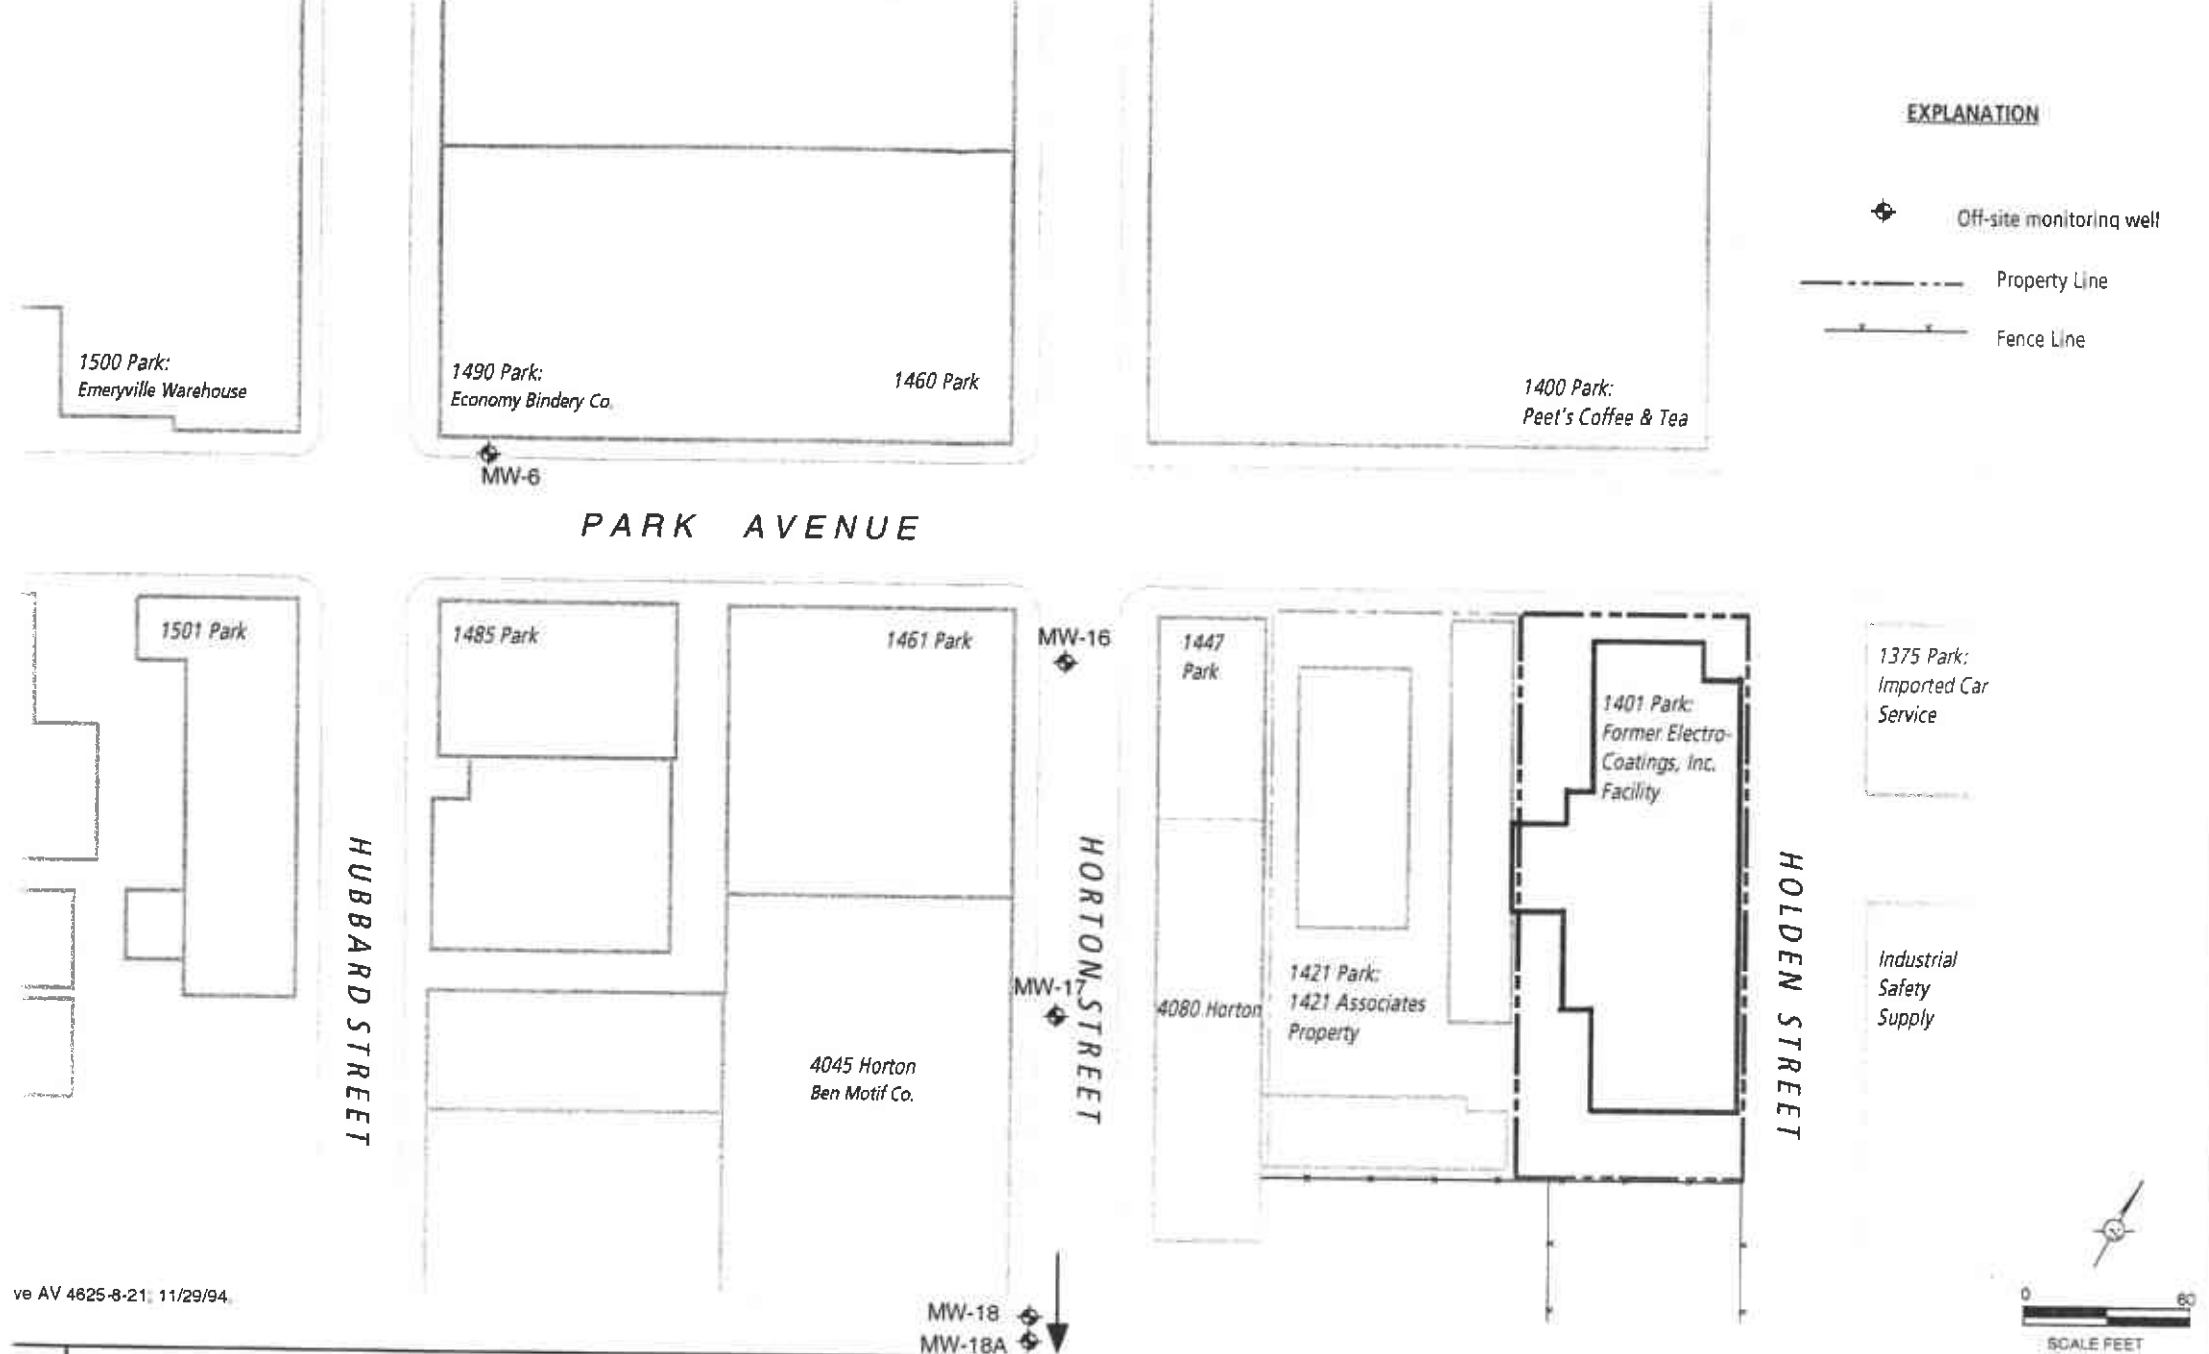 EXPLANATION
Off-site monitoring well
Property Line
Fence Line
1500 Park:
Emeryville Warehouse
1490 Park:
Economy Bindery Co.
1460 Park
1400 Park:
Peet's Coffee & Tea
MW-6
PARK AVENUE
1501 Park
1485 Park
1461 Park
MW-16
1447
Park
1401 Park:
Former Electro-
Coatings, Inc.
Facility
1375 Park:
Imported Car
Service
HUBBARD STREET
HORTON STREET
HOLDEN STREET
MW-17
4080 Horton
1421 Park:
1421 Associates
Property
Industrial
Safety
Supply
4045 Horton
Ben Motif Co.
ve AV 4625-8-21; 11/29/94
MW-18
MW-18A
N
0 60
SCALE FEET